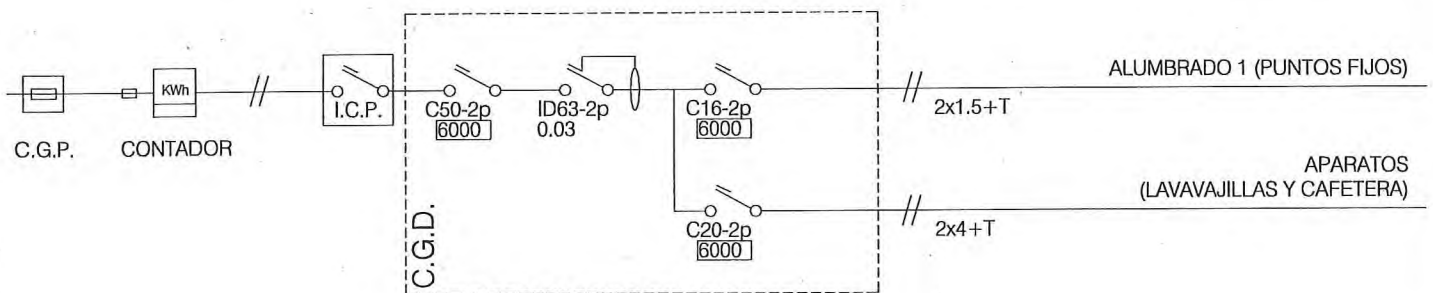 C.G.P.
KWh
CONTADOR
I.C.P.
C50-2p
6000
ID63-2p
0.03
C16-2p
6000
2x1.5+T
ALUMBRADO 1 (PUNTOS FIJOS)
C20-2p
6000
2x4+T
APARATOS
(LAVAVAJILLAS Y CAFETERA)
C.G.D.